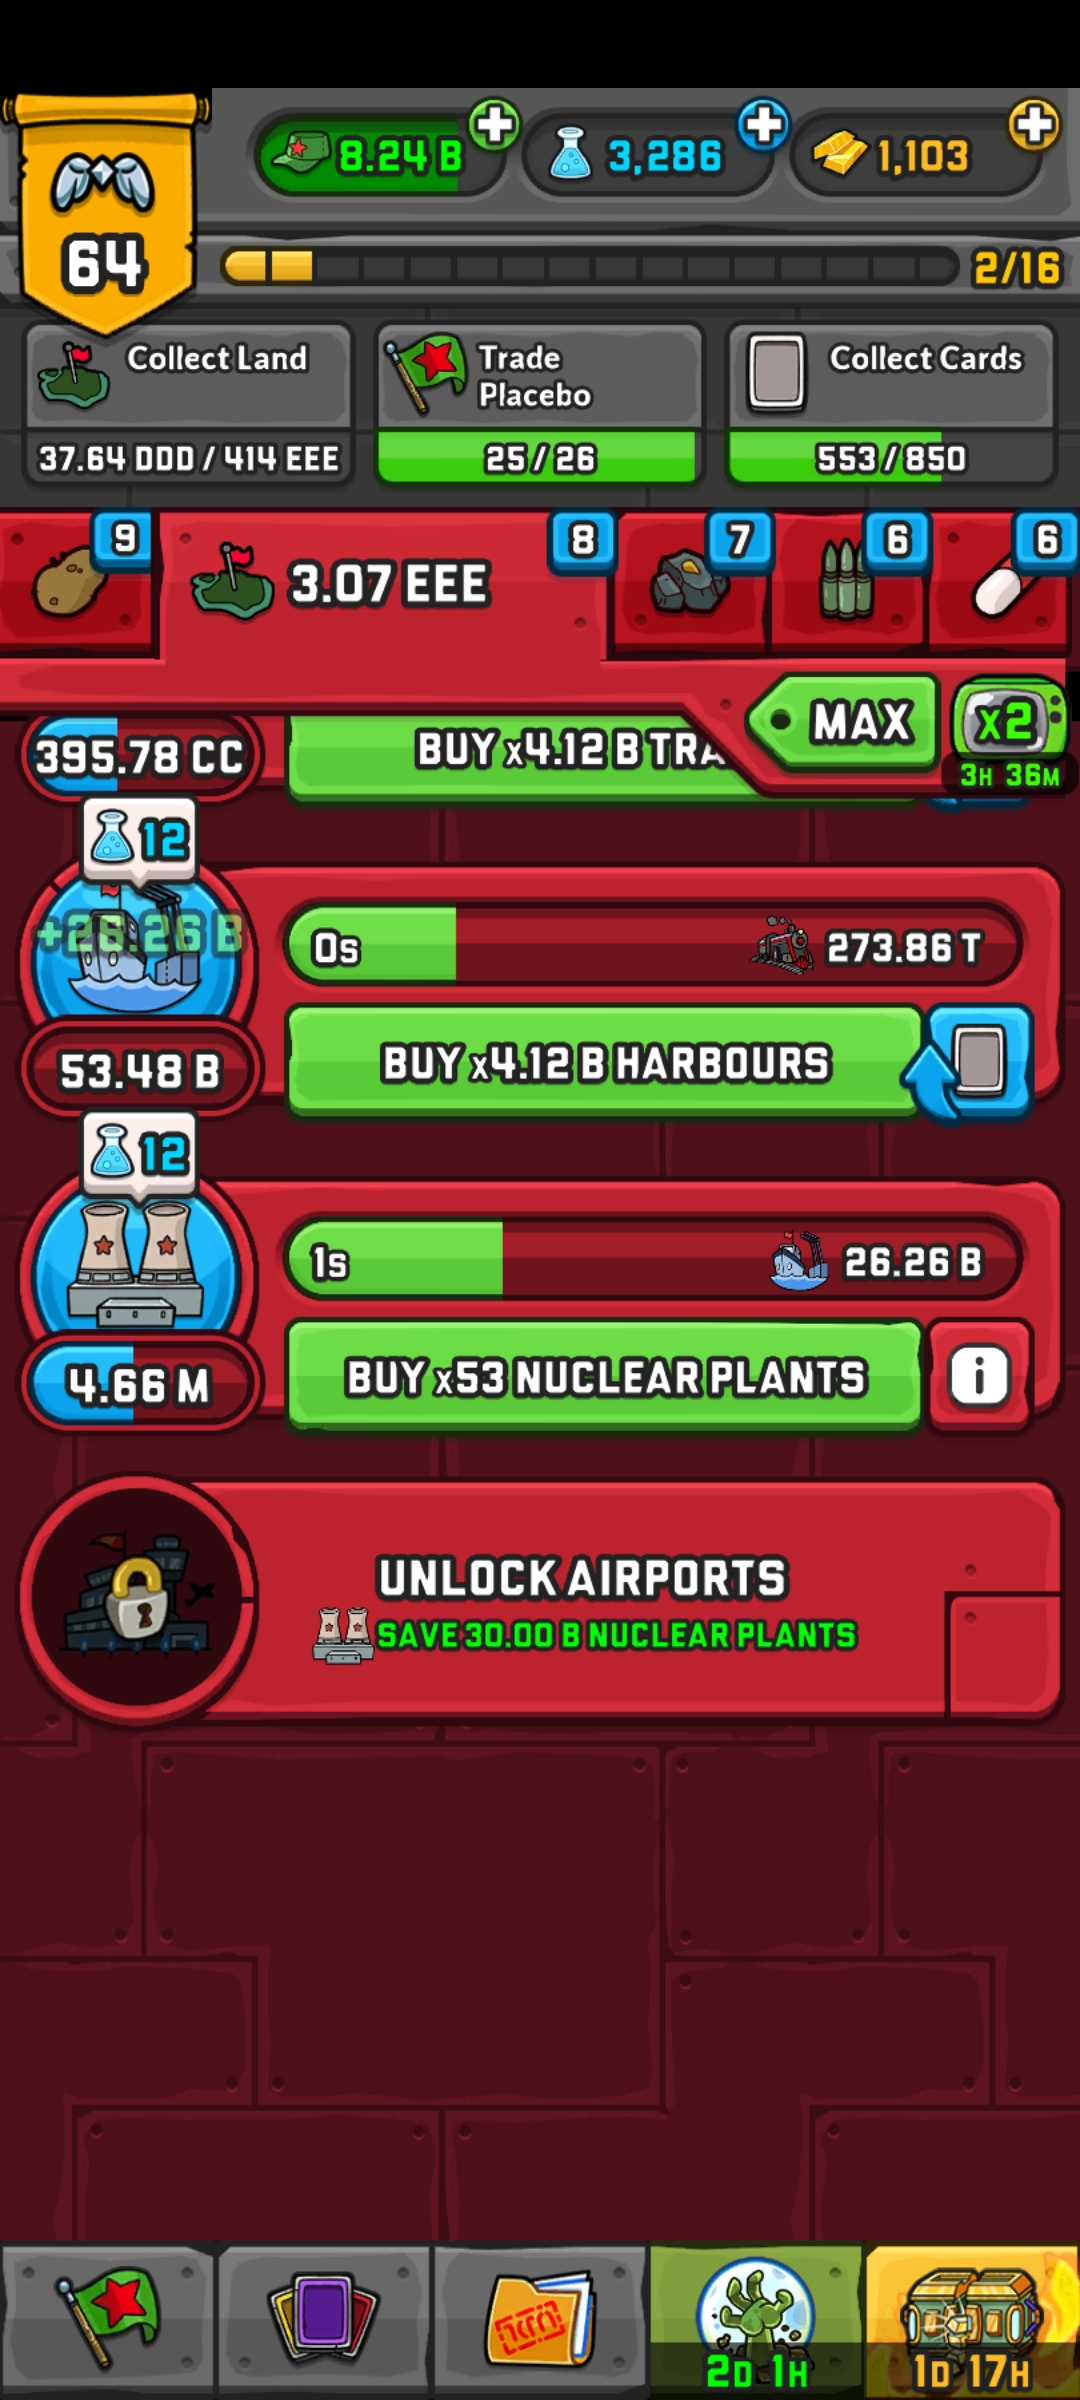 64
8.24 B
3,286
1,103
2/16
Collect Land
37.64 DDD / 414 EEE
Trade
Placebo
25 / 26
Collect Cards
553 / 850
9
3.07 EEE
8
7
6
6
MAX
x2
3H 36M
395.78 CC
BUY x4.12 B TRA
12
+26.26 B
0s
273.86 T
53.48 B
BUY x4.12 B HARBOURS
12
1s
26.26 B
4.66 M
BUY x53 NUCLEAR PLANTS
i
UNLOCK AIRPORTS
SAVE 30.00 B NUCLEAR PLANTS
2D 1H
1D 17H